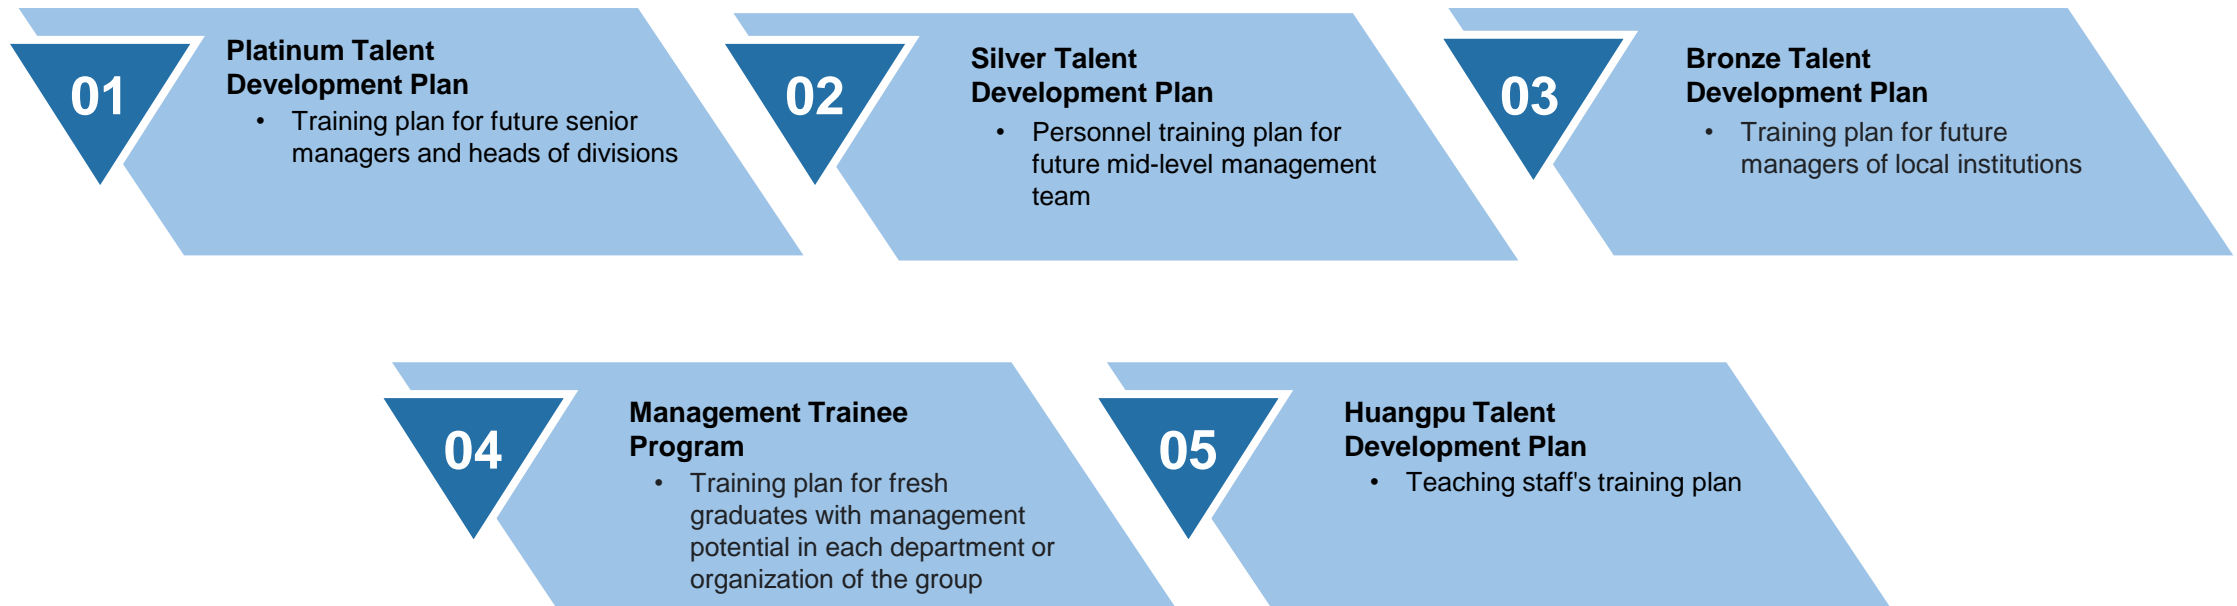 01
Platinum Talent
Development Plan
• Training plan for future senior
managers and heads of divisions
02
Silver Talent
Development Plan
• Personnel training plan for
future mid-level management
team
03
Bronze Talent
Development Plan
• Training plan for future
managers of local institutions
04
Management Trainee
Program
• Training plan for fresh
graduates with management
potential in each department or
organization of the group
05
Huangpu Talent
Development Plan
• Teaching staff's training plan